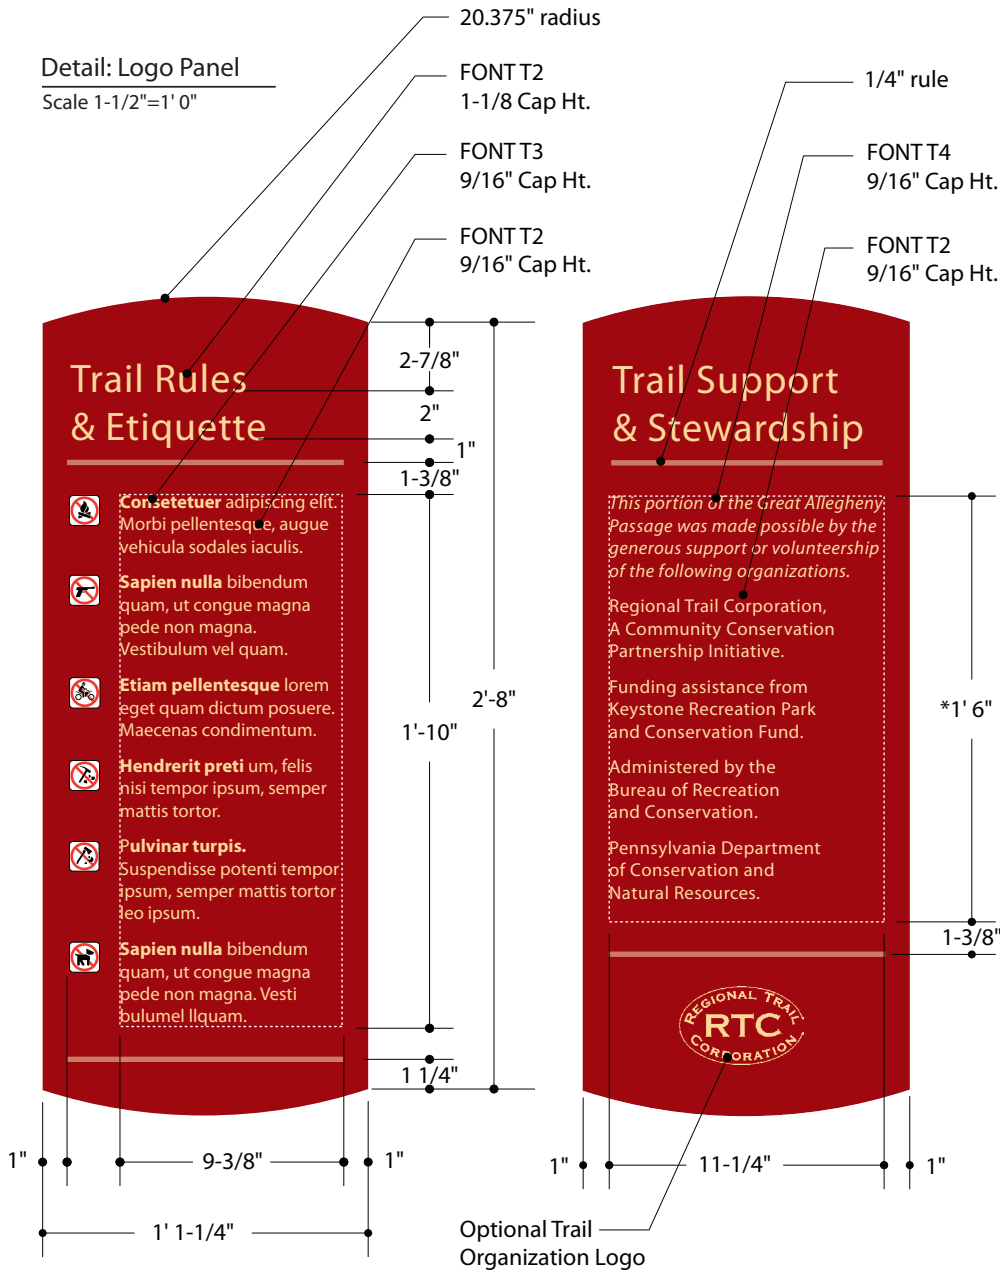 Detail: Logo Panel
Scale 1-1/2"=1' 0"
20.375" radius
FONT T2
1-1/8 Cap Ht.
FONT T3
9/16" Cap Ht.
FONT T2
9/16" Cap Ht.
1/4" rule
FONT T4
9/16" Cap Ht.
FONT T2
9/16" Cap Ht.
Trail Rules
& Etiquette
Consetetuer adipiscing elit.
Morbi pellentesque, augue
vehicula sodales iaculis.
Sapien nulla bibendum
quam, ut congue magna
pede non magna.
Vestibulum vel quam.
Etiam pellentesque lorem
eget quam dictum posuere.
Maecenas condimentum.
Hendrerit preti um, felis
nisi tempor ipsum, semper
mattis tortor.
Pulvinar turpis.
Suspendisse potenti tempor
ipsum, semper mattis tortor
leo ipsum.
Sapien nulla bibendum
quam, ut congue magna
pede non magna. Vesti
bulumel llquam.
2-7/8"
2"
1"
1-3/8"
1'-10"
2'-8"
1 1/4"
1"
9-3/8"
1"
1' 1-1/4"
Trail Support
& Stewardship
This portion of the Great Allegheny
Passage was made possible by the
generous support or volunteership
of the following organizations.
Regional Trail Corporation,
A Community Conservation
Partnership Initiative.
Funding assistance from
Keystone Recreation Park
and Conservation Fund.
Administered by the
Bureau of Recreation
and Conservation.
Pennsylvania Department
of Conservation and
Natural Resources.
REGIONAL TRAIL
RTC
CORPORATION
*1' 6"
1-3/8"
1"
11-1/4"
1"
Optional Trail
Organization Logo